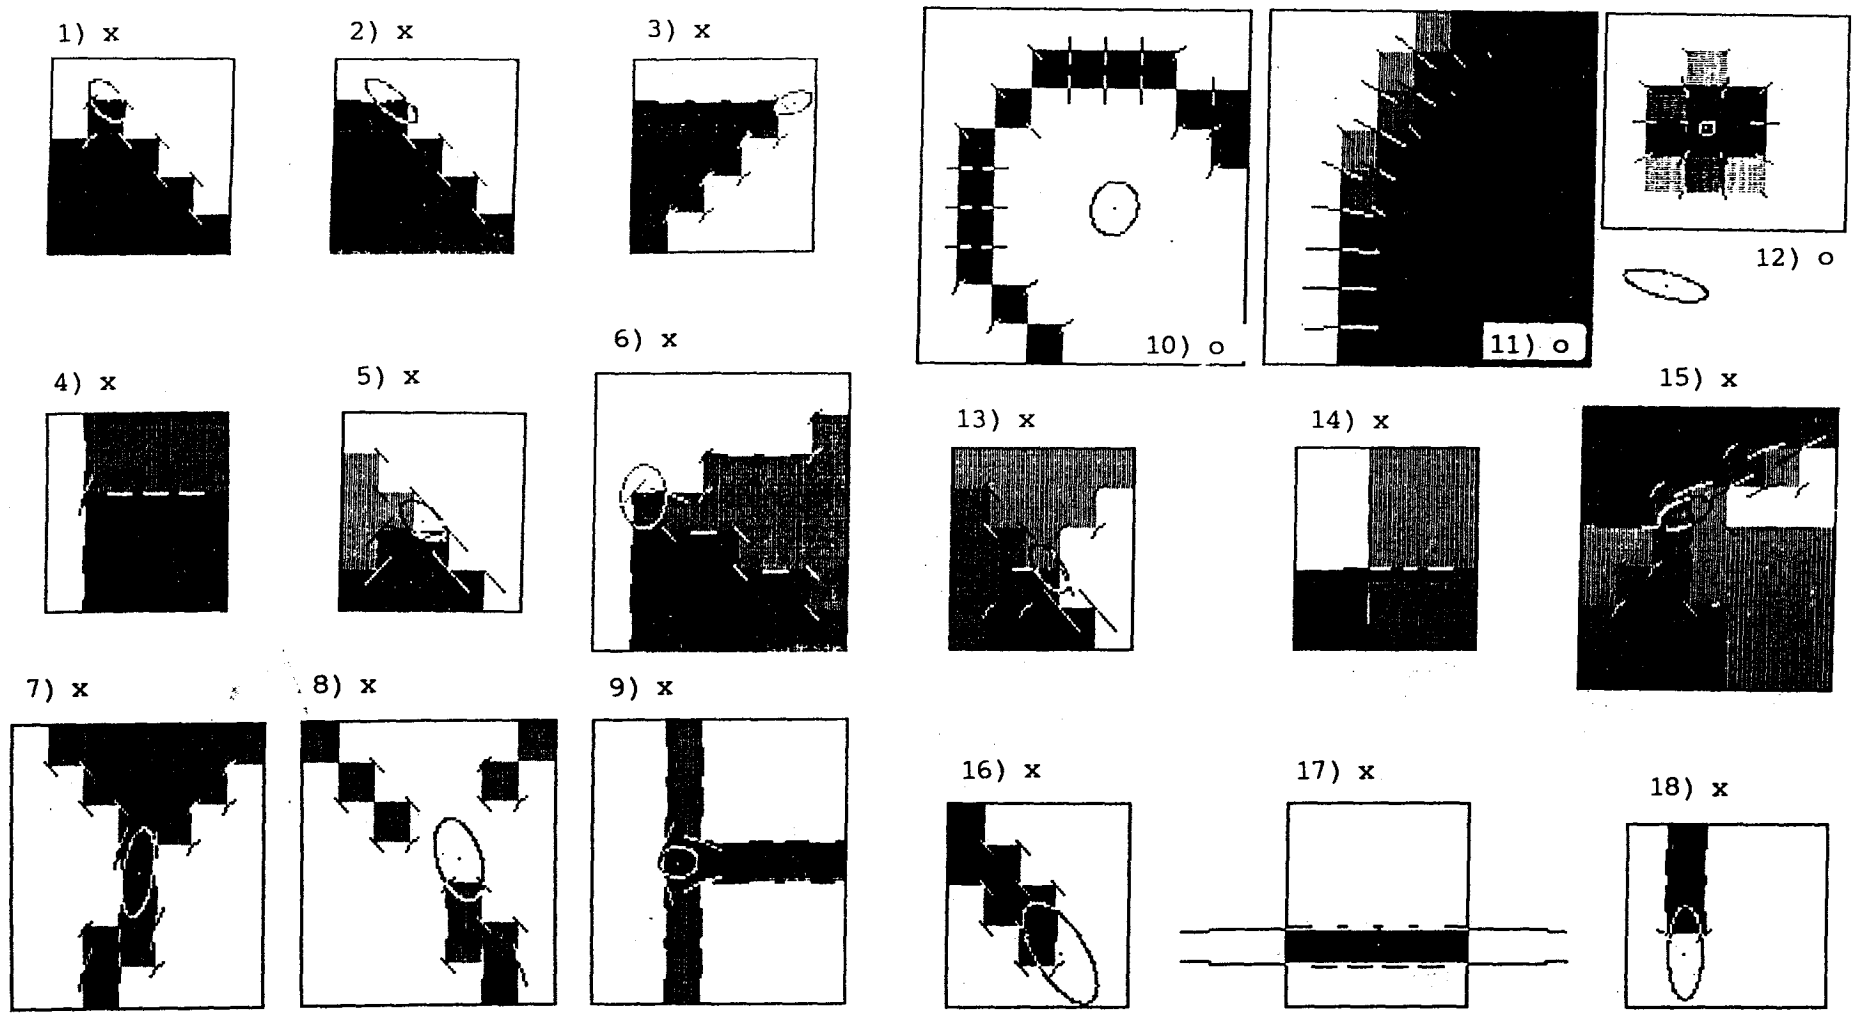 1) x
2) x
3) x
4) x
5) x
6) x
7) x
8) x
9) x
10) o
11) o
12) o
13) x
14) x
15) x
16) x
17) x
18) x